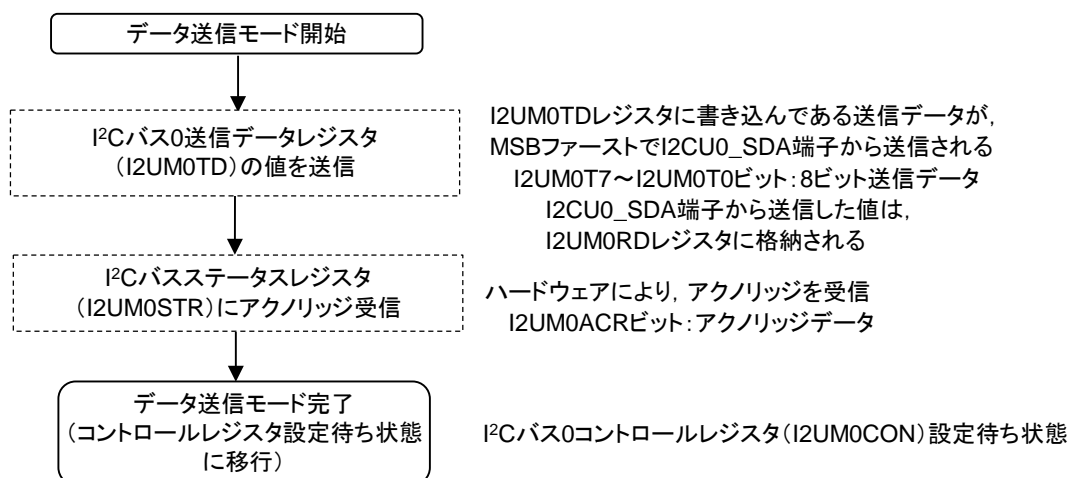 データ送信モード開始
I²Cバス0送信データレジスタ
（I2UM0TD）の値を送信
I2UM0TDレジスタに書き込んである送信データが，
MSBファーストでI2CU0_SDA端子から送信される
I2UM0T7～I2UM0T0ビット：8ビット送信データ
I2CU0_SDA端子から送信した値は，
I2UM0RDレジスタに格納される
I²Cバスステータスレジスタ
（I2UM0STR）にアクノリッジ受信
ハードウェアにより，アクノリッジを受信
I2UM0ACRビット：アクノリッジデータ
データ送信モード完了
（コントロールレジスタ設定待ち状態
に移行）
I²Cバス0コントロールレジスタ（I2UM0CON）設定待ち状態